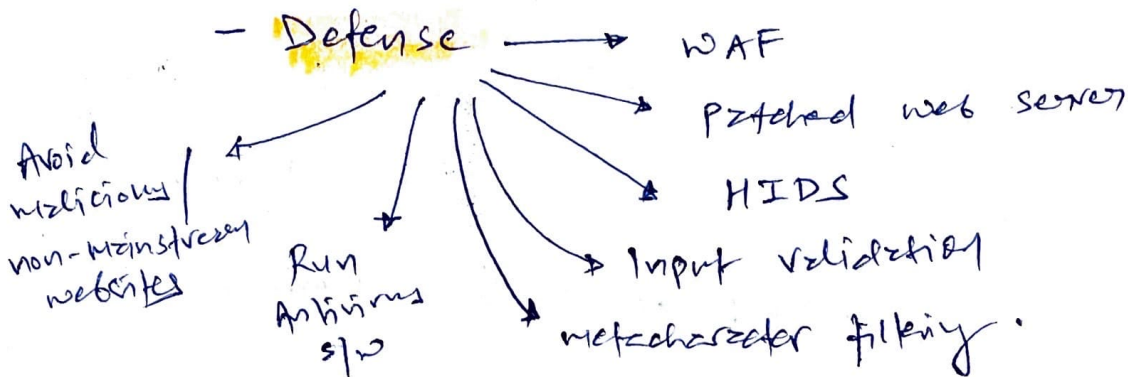 - Defense
WAF
Patched web server
HIDS
Input validation
metacharacter filtering.
Run
Antivirus
s/w
Avoid
malicious/
non-mainstream
websites